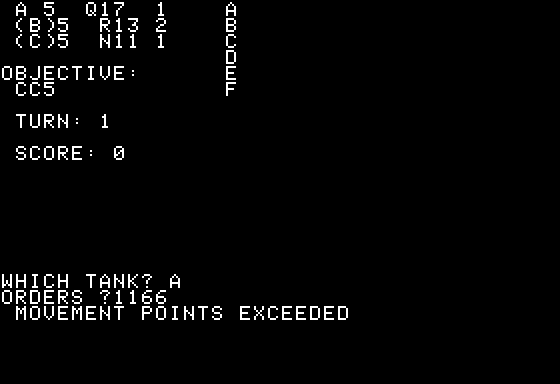 A 5  Q17  1    A
(B)5  R13 2    B
(C)5  N11 1    C
D
OBJECTIVE:     E
CC5            F
TURN: 1
SCORE: 0
WHICH TANK? A
ORDERS ?1166
MOVEMENT POINTS EXCEEDED